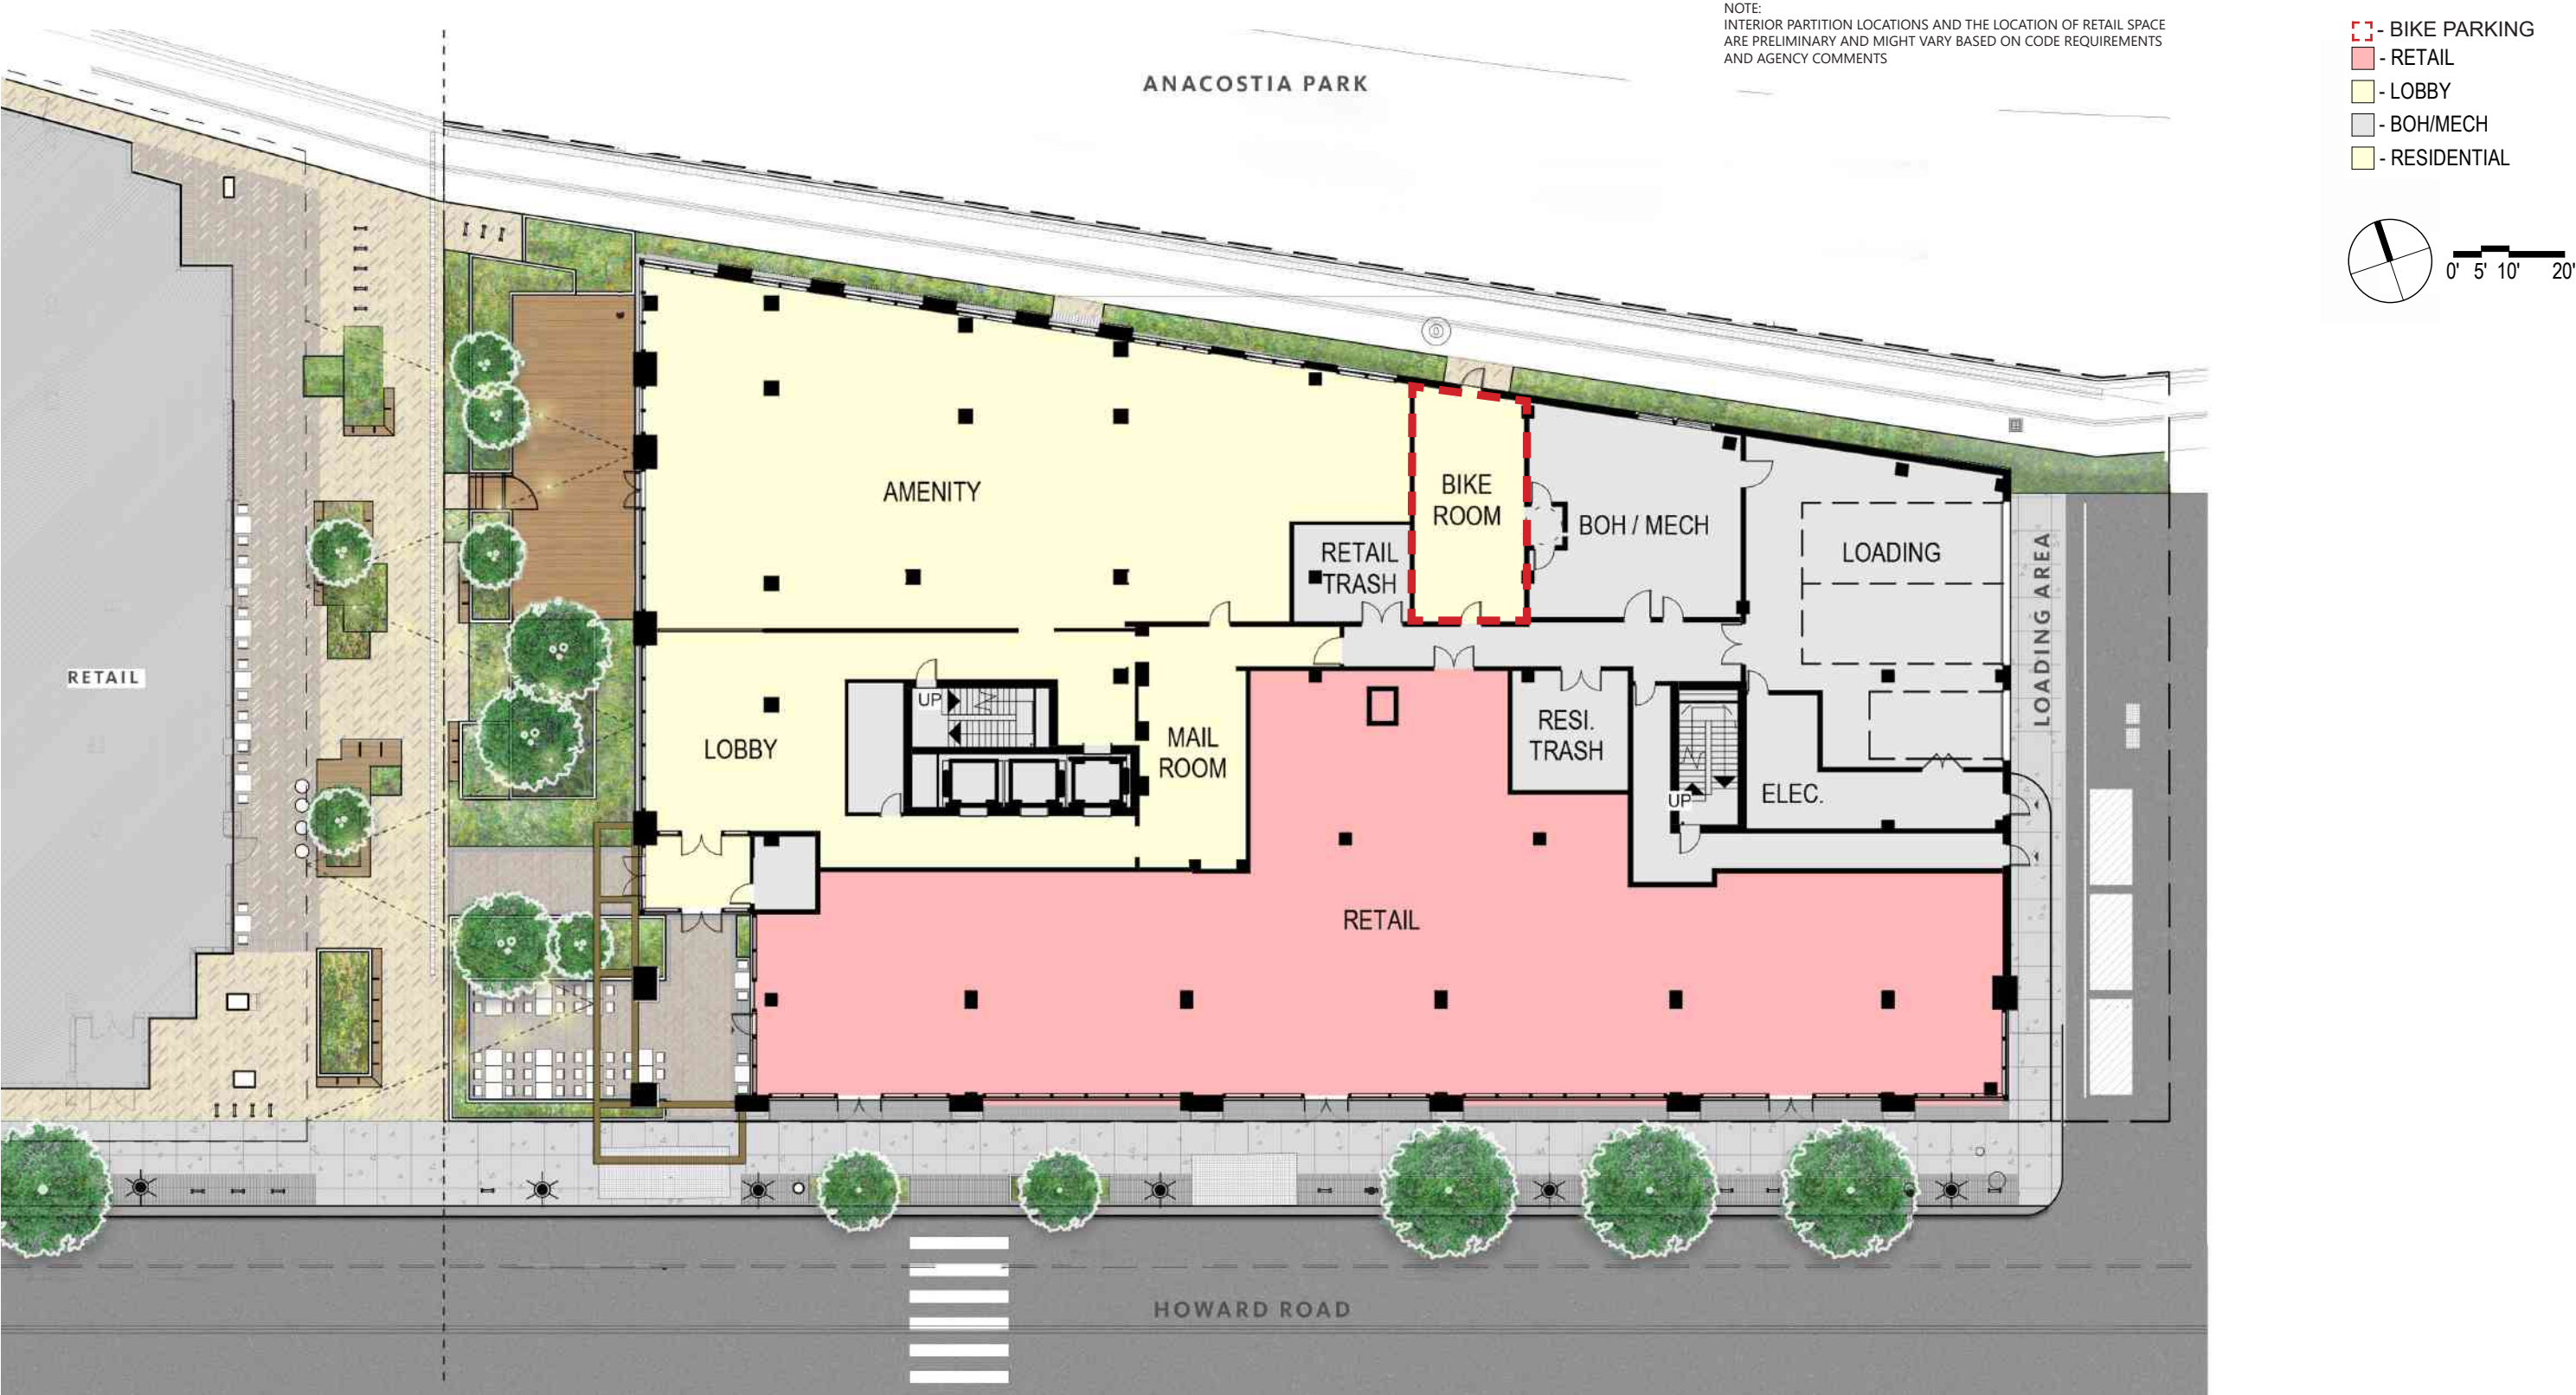 NOTE:
INTERIOR PARTITION LOCATIONS AND THE LOCATION OF RETAIL SPACE
ARE PRELIMINARY AND MIGHT VARY BASED ON CODE REQUIREMENTS
AND AGENCY COMMENTS
- BIKE PARKING
- RETAIL
- LOBBY
- BOH/MECH
- RESIDENTIAL
0' 5' 10' 20'
ANACOSTIA PARK
AMENITY
BIKE
ROOM
RETAIL
TRASH
BOH / MECH
LOADING
LOADING AREA
RETAIL
UP
LOBBY
MAIL
ROOM
RESI.
TRASH
UP
ELEC.
RETAIL
HOWARD ROAD